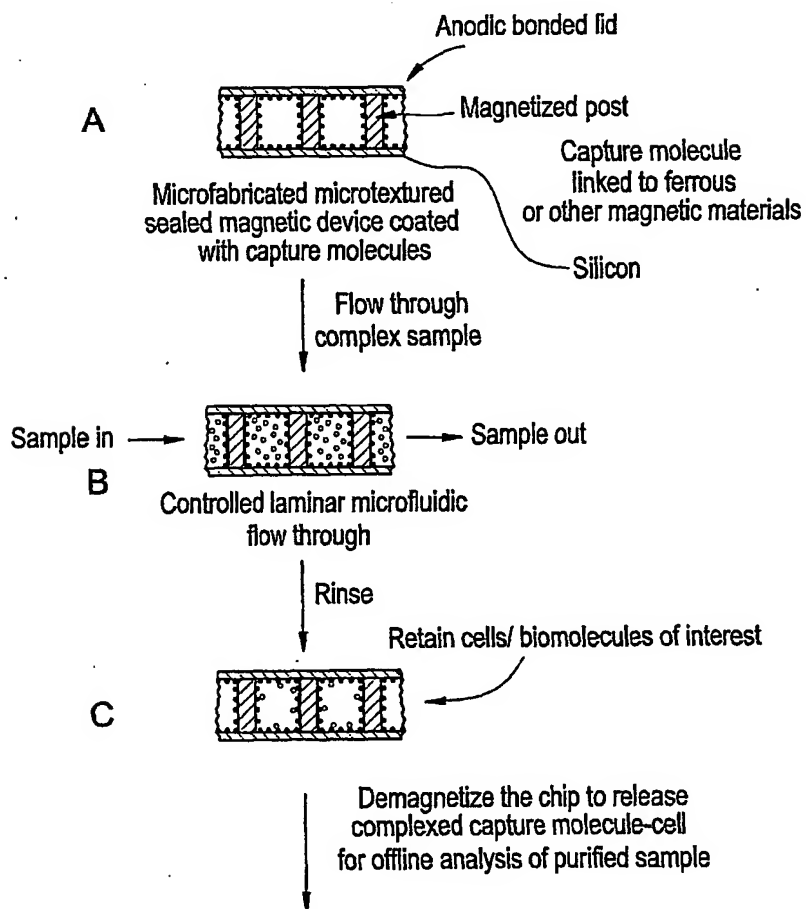 Anodic bonded lid
A
Magnetized post
Capture molecule
linked to ferrous
or other magnetic materials
Microfabricated microtextured
sealed magnetic device coated
with capture molecules
Silicon
Flow through
complex sample
Sample in
Sample out
B
Controlled laminar microfluidic
flow through
Rinse
Retain cells/ biomolecules of interest
C
Demagnetize the chip to release
complexed capture molecule-cell
for offline analysis of purified sample